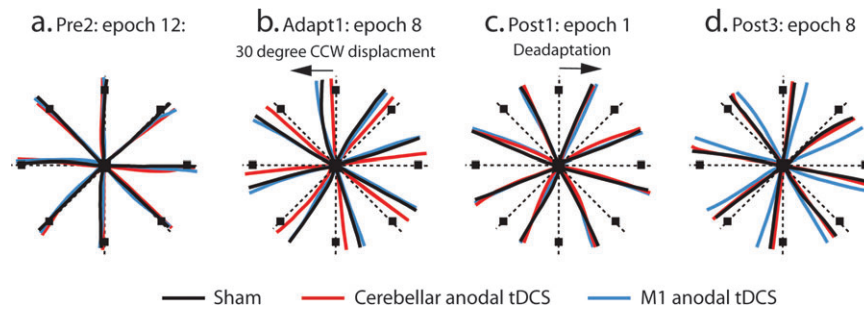 a. Pre2: epoch 12:
b. Adapt1: epoch 8
30 degree CCW displacment
c. Post1: epoch 1
Deadaptation
d. Post3: epoch 8
Sham
Cerebellar anodal tDCS
M1 anodal tDCS